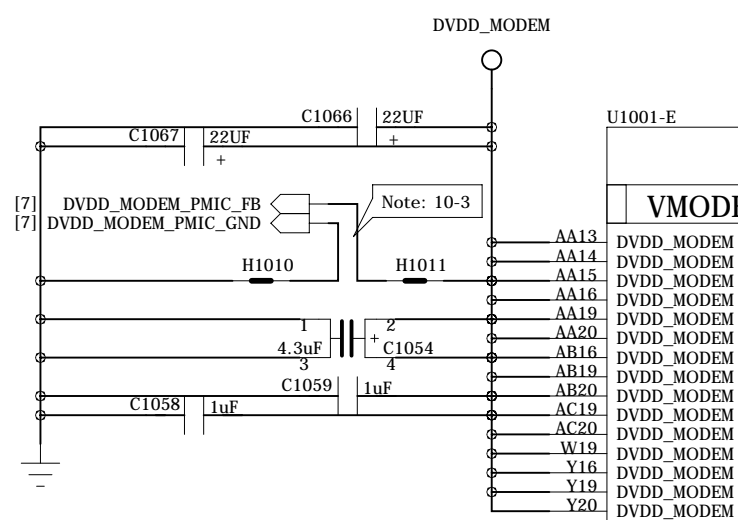 DVDD_MODEM
C1066 22UF
+
U1001-E
C1067 22UF
+
[7] DVDD_MODEM_PMIC_FB
[7] DVDD_MODEM_PMIC_GND
Note: 10-3
H1010
H1011
1 2
4.3uF + C1054
3 4
C1059 1uF
C1058 1uF
AA13 DVDD_MODEM
AA14 DVDD_MODEM
AA15 DVDD_MODEM
AA16 DVDD_MODEM
AA19 DVDD_MODEM
AA20 DVDD_MODEM
AB16 DVDD_MODEM
AB19 DVDD_MODEM
AB20 DVDD_MODEM
AC19 DVDD_MODEM
AC20 DVDD_MODEM
W19 DVDD_MODEM
Y16 DVDD_MODEM
Y19 DVDD_MODEM
Y20 DVDD_MODEM